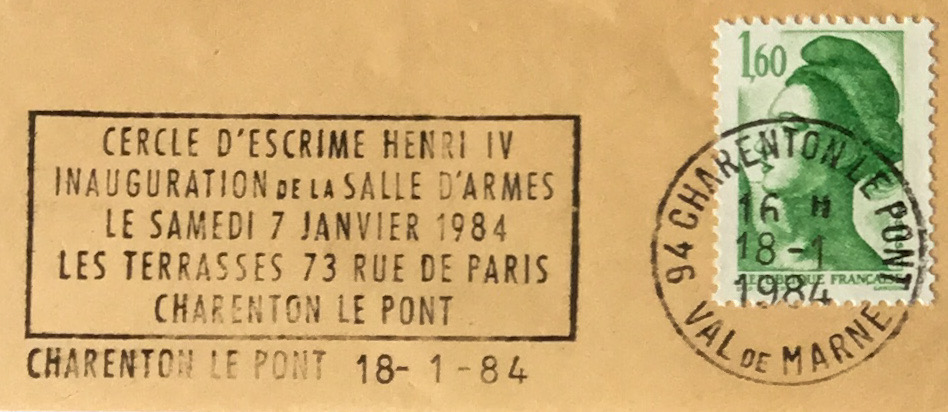 CERCLE D'ESCRIME HENRI IV
INAUGURATION DE LA SALLE D'ARMES
LE SAMEDI 7 JANVIER 1984
LES TERRASSES 73 RUE DE PARIS
CHARENTON LE PONT
CHARENTON LE PONT 18-1-84
1,60
94 CHARENTON LE PONT
16 H
18-1
1984
REPUBLIQUE FRANCAISE
VAL DE MARNE